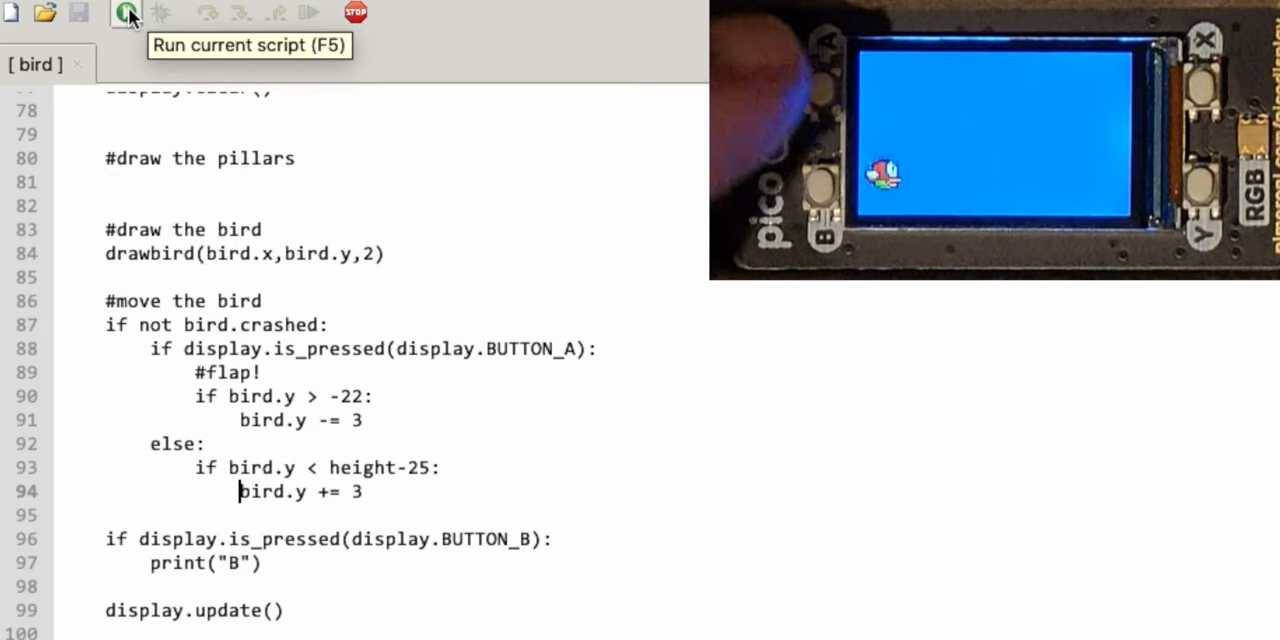 Run current script (F5)
[ bird ]
78
79
80 #draw the pillars
81
82
83 #draw the bird
84 drawbird(bird.x,bird.y,2)
85
86 #move the bird
87 if not bird.crashed:
88 if display.is_pressed(display.BUTTON_A):
89 #flap!
90 if bird.y > -22:
91 bird.y -= 3
92 else:
93 if bird.y < height-25:
94 bird.y += 3
95
96 if display.is_pressed(display.BUTTON_B):
97 print("B")
98
99 display.update()
100
STOP
A
B
X
Y
pico
RGB